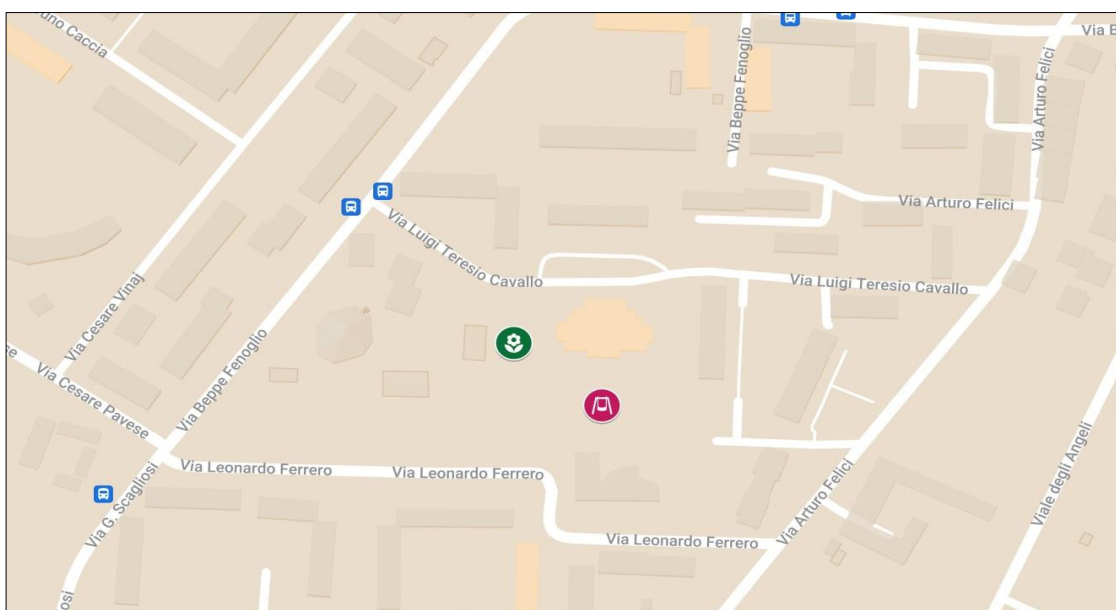 uno Caccia
Via B
Via Beppe Fenoglio
Via Arturo Felici
Via Arturo Felici
Via Luigi Teresio Cavallo
Via Luigi Teresio Cavallo
Via Cesare Vinaj
Via Beppe Fenoglio
se
Via Cesare Pavese
Via Leonardo Ferrero
Via Leonardo Ferrero
Via G. Scagliosi
Via Arturo Felici
Viale degli Angeli
Via Leonardo Ferrero
osi